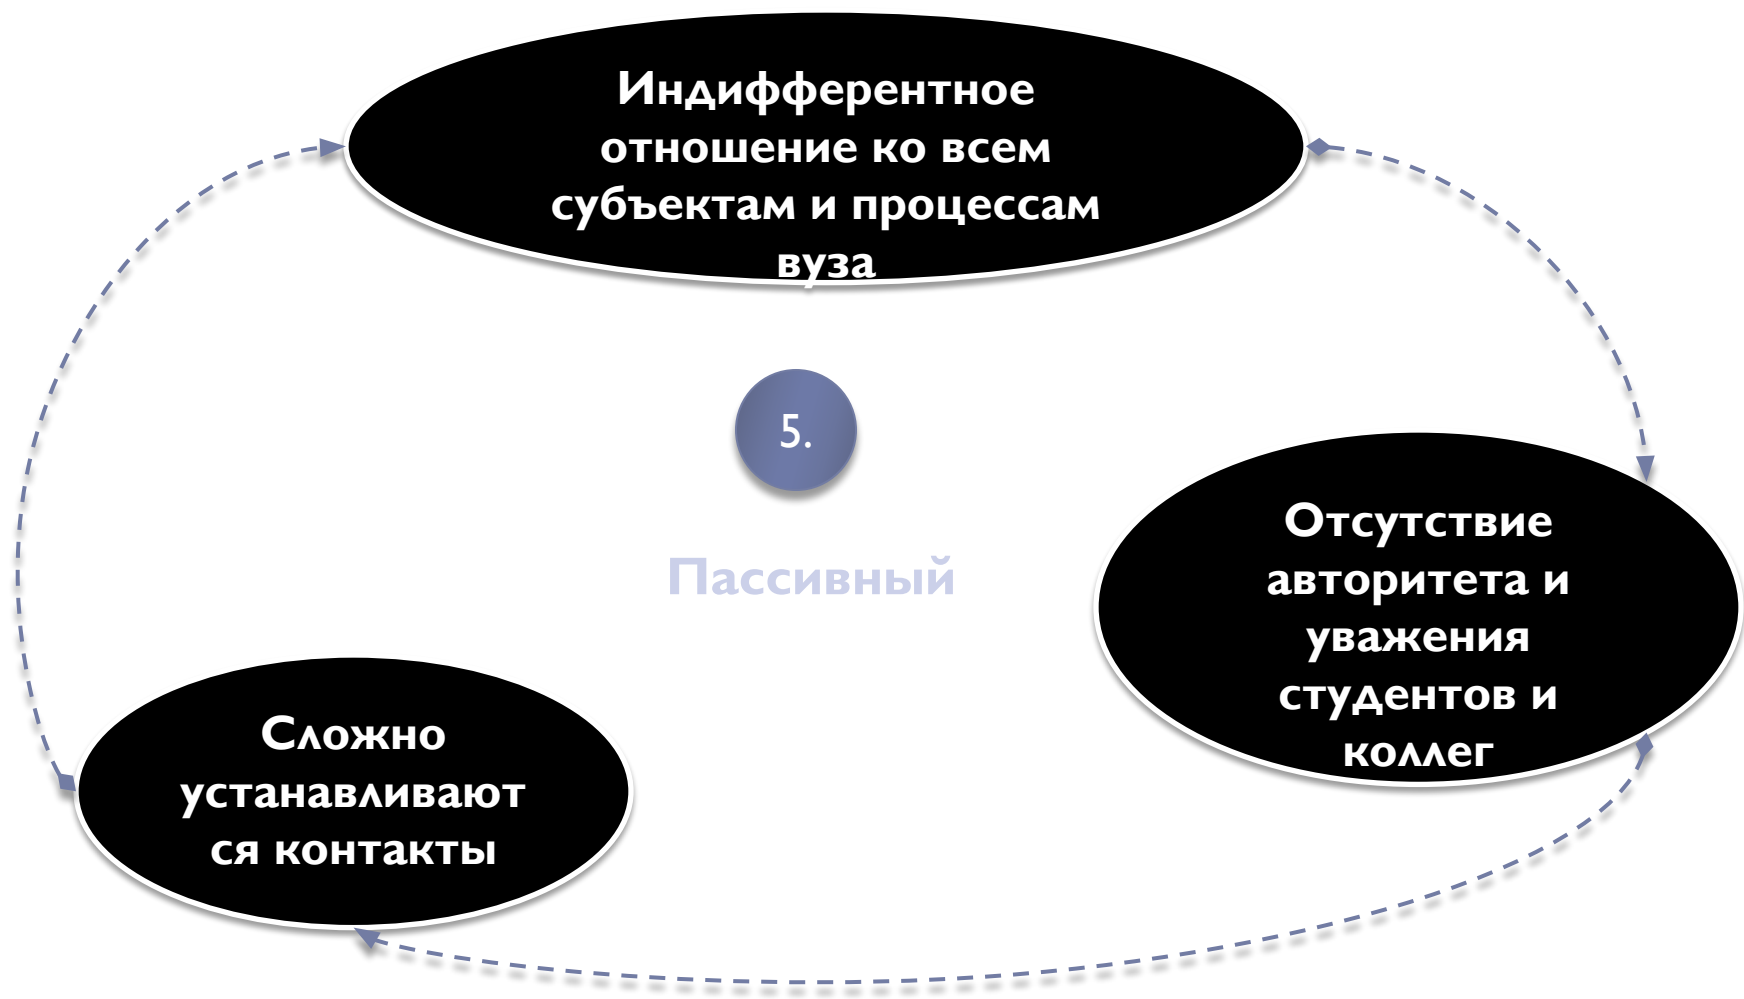 Индифферентное
отношение ко всем
субъектам и процессам
вуза
5.
Пассивный
Отсутствие
авторитета и
уважения
студентов и
коллег
Сложно
устанавливают
ся контакты